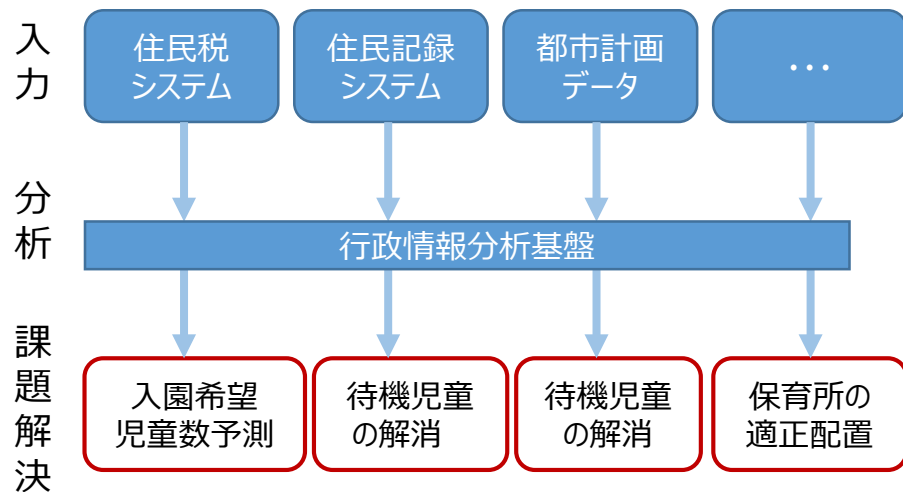 入力
住民税
システム
住民記録
システム
都市計画
データ
…
分析
行政情報分析基盤
課題解決
入園希望
児童数予測
待機児童
の解消
待機児童
の解消
保育所の
適正配置